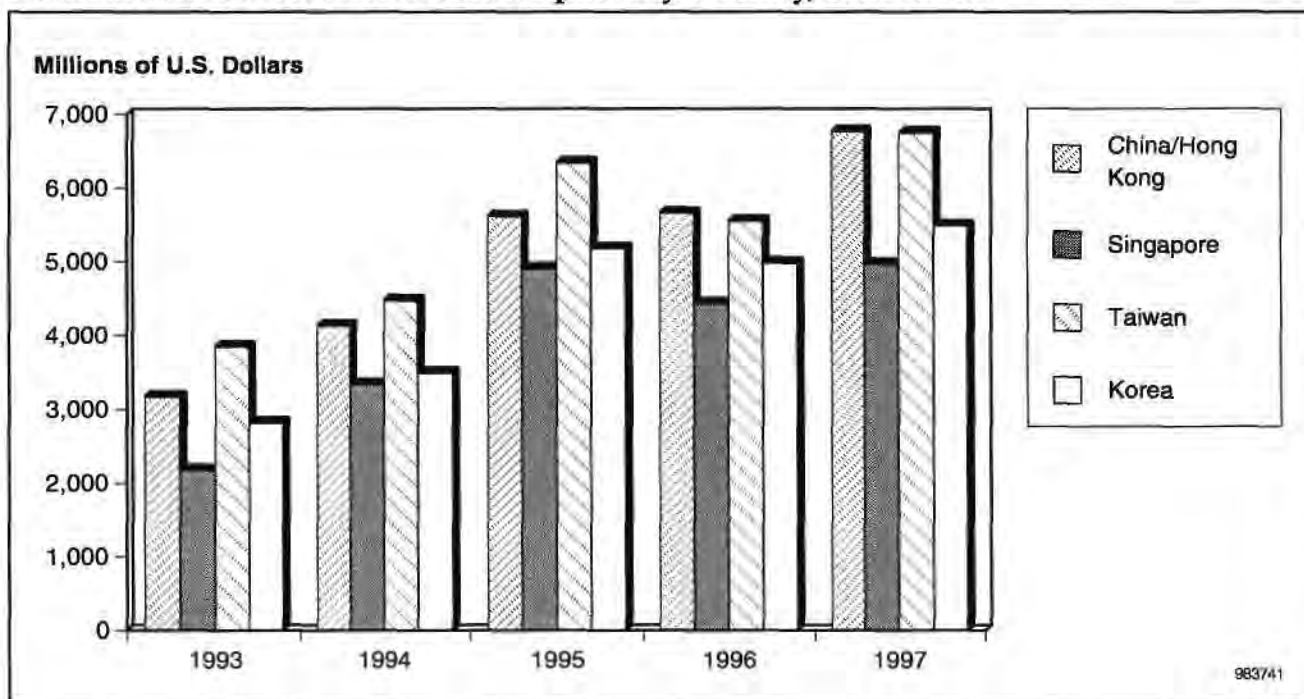 Millions of U.S. Dollars
7,000
6,000
5,000
4,000
3,000
2,000
1,000
0
1993 1994 1995 1996 1997
China/Hong
Kong
Singapore
Taiwan
Korea
983741